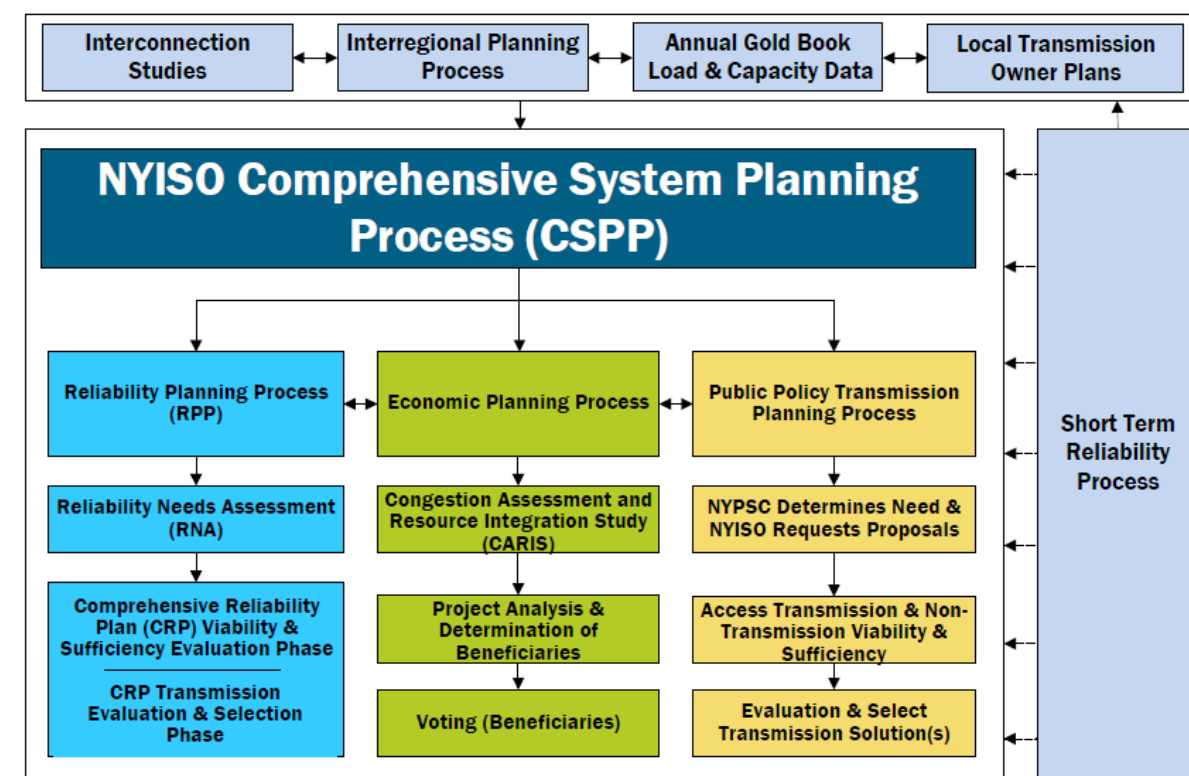 Interconnection
Studies
Interregional Planning
Process
Annual Gold Book
Load & Capacity Data
Local Transmission
Owner Plans
NYISO Comprehensive System Planning
Process (CSPP)
Reliability Planning Process
(RPP)
Economic Planning Process
Public Policy Transmission
Planning Process
Reliability Needs Assessment
(RNA)
Congestion Assessment and
Resource Integration Study
(CARIS)
NYPSC Determines Need &
NYISO Requests Proposals
Comprehensive Reliability
Plan (CRP) Viability &
Sufficiency Evaluation Phase
CRP Transmission
Evaluation & Selection
Phase
Project Analysis &
Determination of
Beneficiaries
Access Transmission & Non-
Transmission Viability &
Sufficiency
Voting (Beneficiaries)
Evaluation & Select
Transmission Solution(s)
Short Term
Reliability
Process